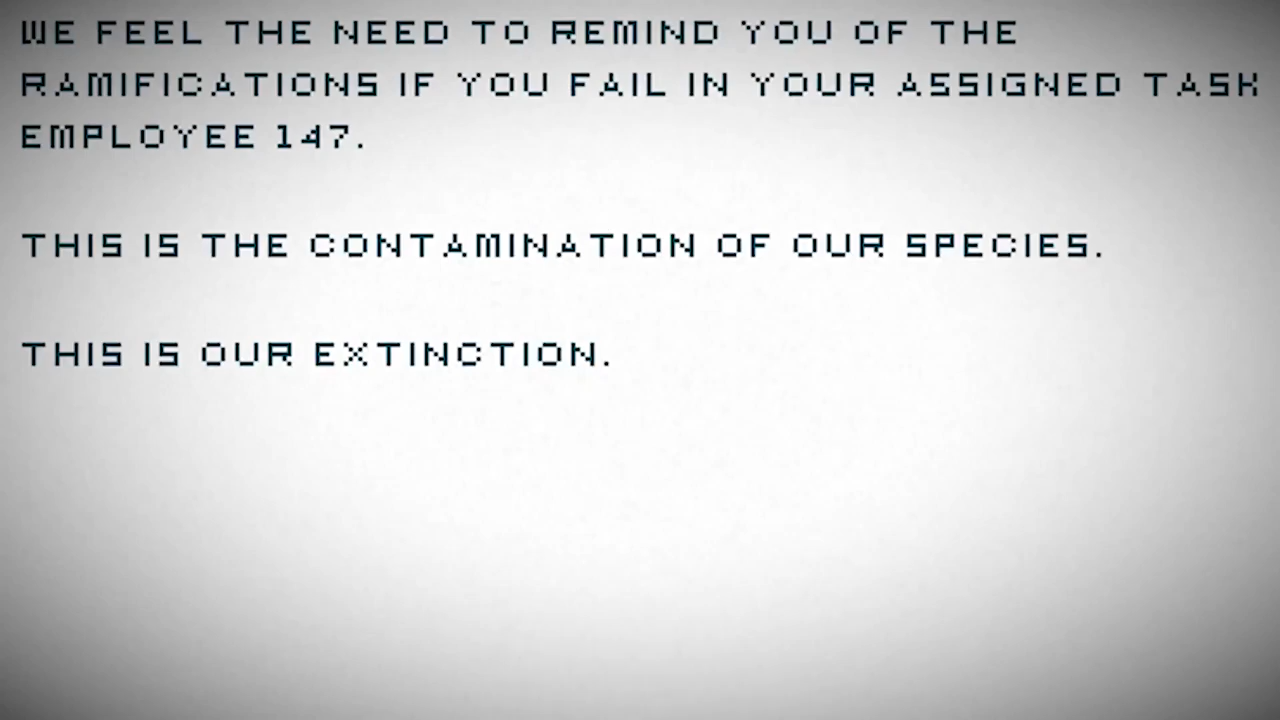 WE FEEL THE NEED TO REMIND YOU OF THE
RAMIFICATIONS IF YOU FAIL IN YOUR ASSIGNED TASK
EMPLOYEE 147.
THIS IS THE CONTAMINATION OF OUR SPECIES.
THIS IS OUR EXTINCTION.